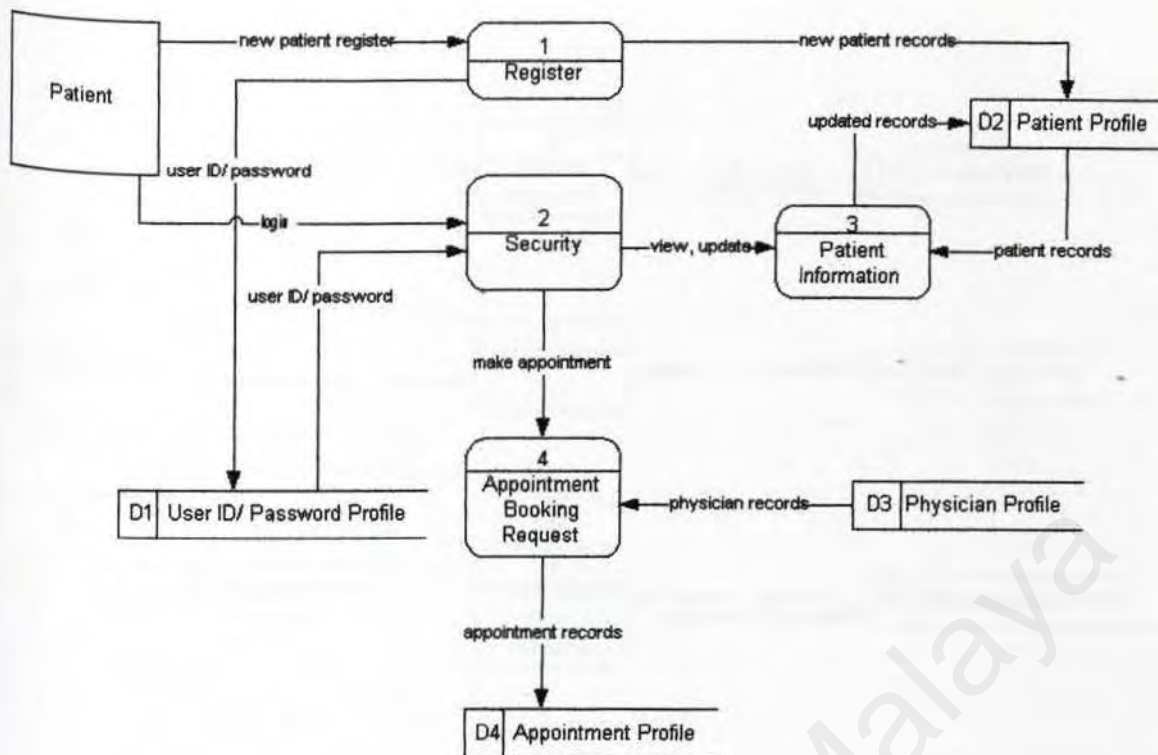 new patient register
1
Register
new patient records
Patient
updated records
D2 Patient Profile
user ID/ password
login
2
Security
view, update
3
Patient
Information
patient records
user ID/ password
make appointment
4
Appointment
Booking
Request
physician records
D3 Physician Profile
D1 User ID/ Password Profile
appointment records
D4 Appointment Profile
Malaya